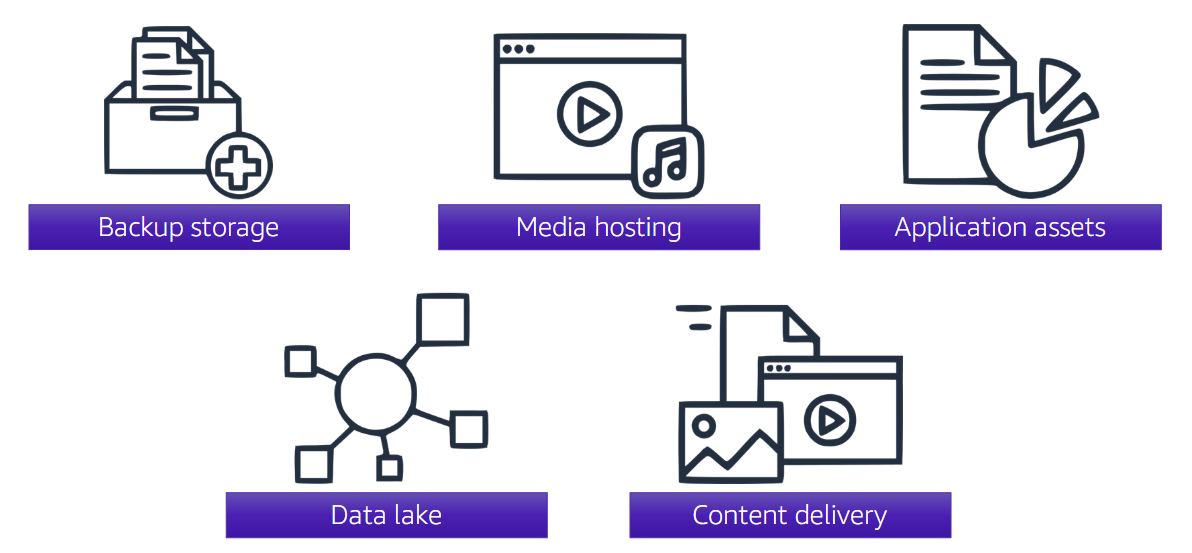 Backup storage
Media hosting
Application assets
Data lake
Content delivery